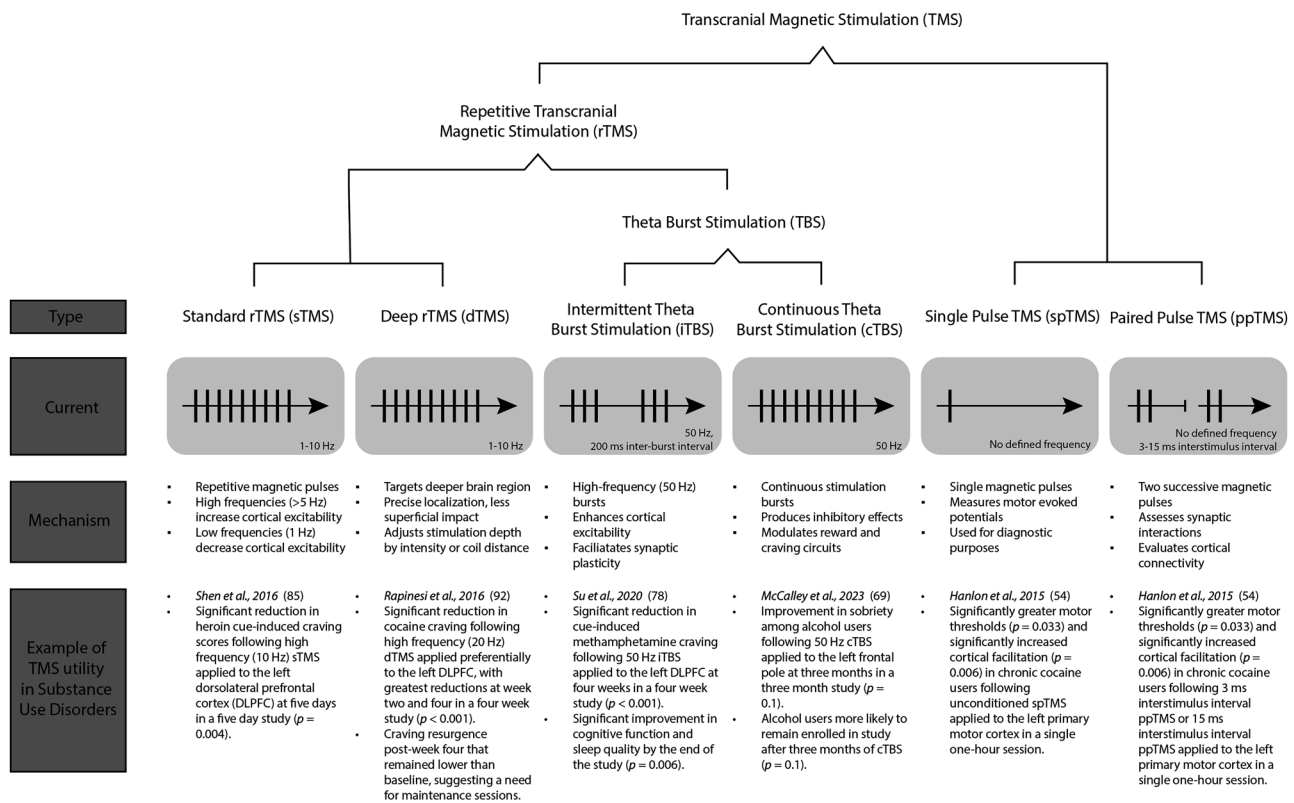 Transcranial Magnetic Stimulation (TMS)
Repetitive Transcranial
Magnetic Stimulation (rTMS)
Theta Burst Stimulation (TBS)
Type
Standard rTMS (sTMS)
Deep rTMS (dTMS)
Intermittent Theta
Burst Stimulation (iTBS)
Continuous Theta
Burst Stimulation (cTBS)
Single Pulse TMS (spTMS)
Paired Pulse TMS (ppTMS)
Current
1-10 Hz
1-10 Hz
50 Hz,
200 ms inter-burst interval
50 Hz
No defined frequency
No defined frequency
3-15 ms interstimulus interval
Mechanism
▪ Repetitive magnetic pulses
▪ High frequencies (>5 Hz)
increase cortical excitability
▪ Low frequencies (1 Hz)
decrease cortical excitability
▪ Targets deeper brain region
▪ Precise localization, less
superficial impact
▪ Adjusts stimulation depth
by intensity or coil distance
▪ High-frequency (50 Hz)
bursts
▪ Enhances cortical
excitability
▪ Faciliatates synaptic
plasticity
▪ Continuous stimulation
bursts
▪ Produces inhibitory effects
▪ Modulates reward and
craving circuits
▪ Single magnetic pulses
▪ Measures motor evoked
potentials
▪ Used for diagnostic
purposes
▪ Two successive magnetic
pulses
▪ Assesses synaptic
interactions
▪ Evaluates cortical
connectivity
Example of
TMS utility
in Substance
Use Disorders
• Shen et al., 2016 (85)
• Significant reduction in
heroin cue-induced craving
scores following high
frequency (10 Hz) sTMS
applied to the left
dorsolateral prefrontal
cortex (DLPFC) at five days
in a five day study (p =
0.004).
• Rapinesi et al., 2016 (92)
• Significant reduction in
cocaine craving following
high frequency (20 Hz)
dTMS applied preferentially
to the left DLPFC, with
greatest reductions at week
two and four in a four week
study (p < 0.001).
• Craving resurgence
post-week four that
remained lower than
baseline, suggesting a need
for maintenance sessions.
• Su et al., 2020 (78)
• Significant reduction in
cue-induced
methamphetamine craving
following 50 Hz iTBS
applied to the left DLPFC at
four weeks in a four week
study (p < 0.001).
• Significant improvement in
cognitive function and
sleep quality by the end of
the study (p = 0.006).
• McCalley et al., 2023 (69)
• Improvement in sobriety
among alcohol users
following 50 Hz cTBS
applied to the left frontal
pole at three months in a
three month study (p =
0.1).
• Alcohol users more likely to
remain enrolled in study
after three months of cTBS
(p = 0.1).
• Hanlon et al., 2015 (54)
• Significantly greater motor
thresholds (p = 0.033) and
significantly increased
cortical facilitation (p =
0.006) in chronic cocaine
users following
unconditioned spTMS
applied to the left primary
motor cortex in a single
one-hour session.
• Hanlon et al., 2015 (54)
• Significantly greater motor
thresholds (p = 0.033) and
significantly increased
cortical facilitation (p =
0.006) in chronic cocaine
users following 3 ms
interstimulus interval
ppTMS or 15 ms
interstimulus interval
ppTMS applied to the left
primary motor cortex in a
single one-hour session.